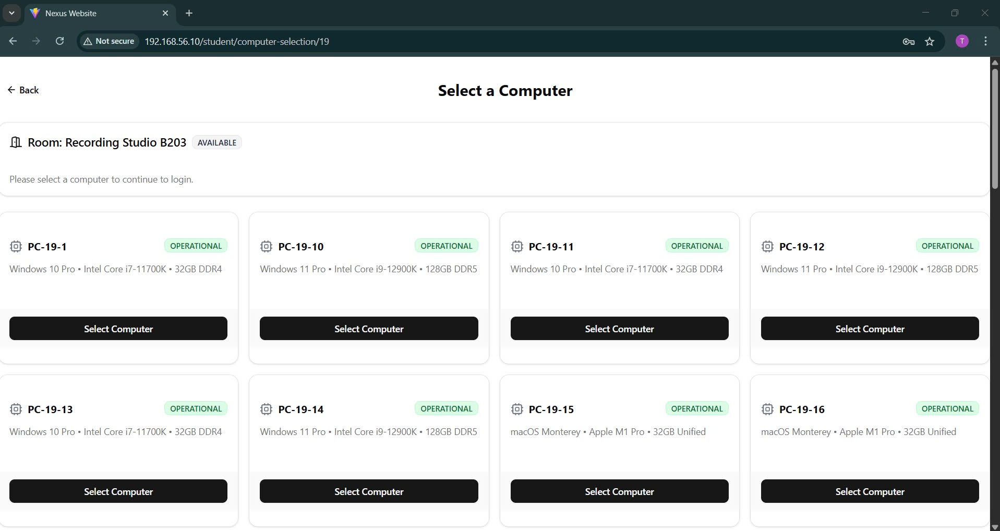 Nexus Website
Not secure 192.168.56.10/student/computer-selection/19 T
Back
Select a Computer
Room: Recording Studio B203 AVAILABLE
Please select a computer to continue to login.
PC-19-1 OPERATIONAL PC-19-10 OPERATIONAL PC-19-11 OPERATIONAL PC-19-12 OPERATIONAL
Windows 10 Pro • Intel Core i7-11700K • 32GB DDR4 Windows 11 Pro • Intel Core i9-12900K • 128GB DDR5 Windows 10 Pro • Intel Core i7-11700K • 32GB DDR4 Windows 11 Pro • Intel Core i9-12900K • 128GB DDR5
Select Computer Select Computer Select Computer Select Computer
PC-19-13 OPERATIONAL PC-19-14 OPERATIONAL PC-19-15 OPERATIONAL PC-19-16 OPERATIONAL
Windows 10 Pro • Intel Core i7-11700K • 32GB DDR4 Windows 11 Pro • Intel Core i9-12900K • 128GB DDR5 macOS Monterey • Apple M1 Pro • 32GB Unified macOS Monterey • Apple M1 Pro • 32GB Unified
Select Computer Select Computer Select Computer Select Computer